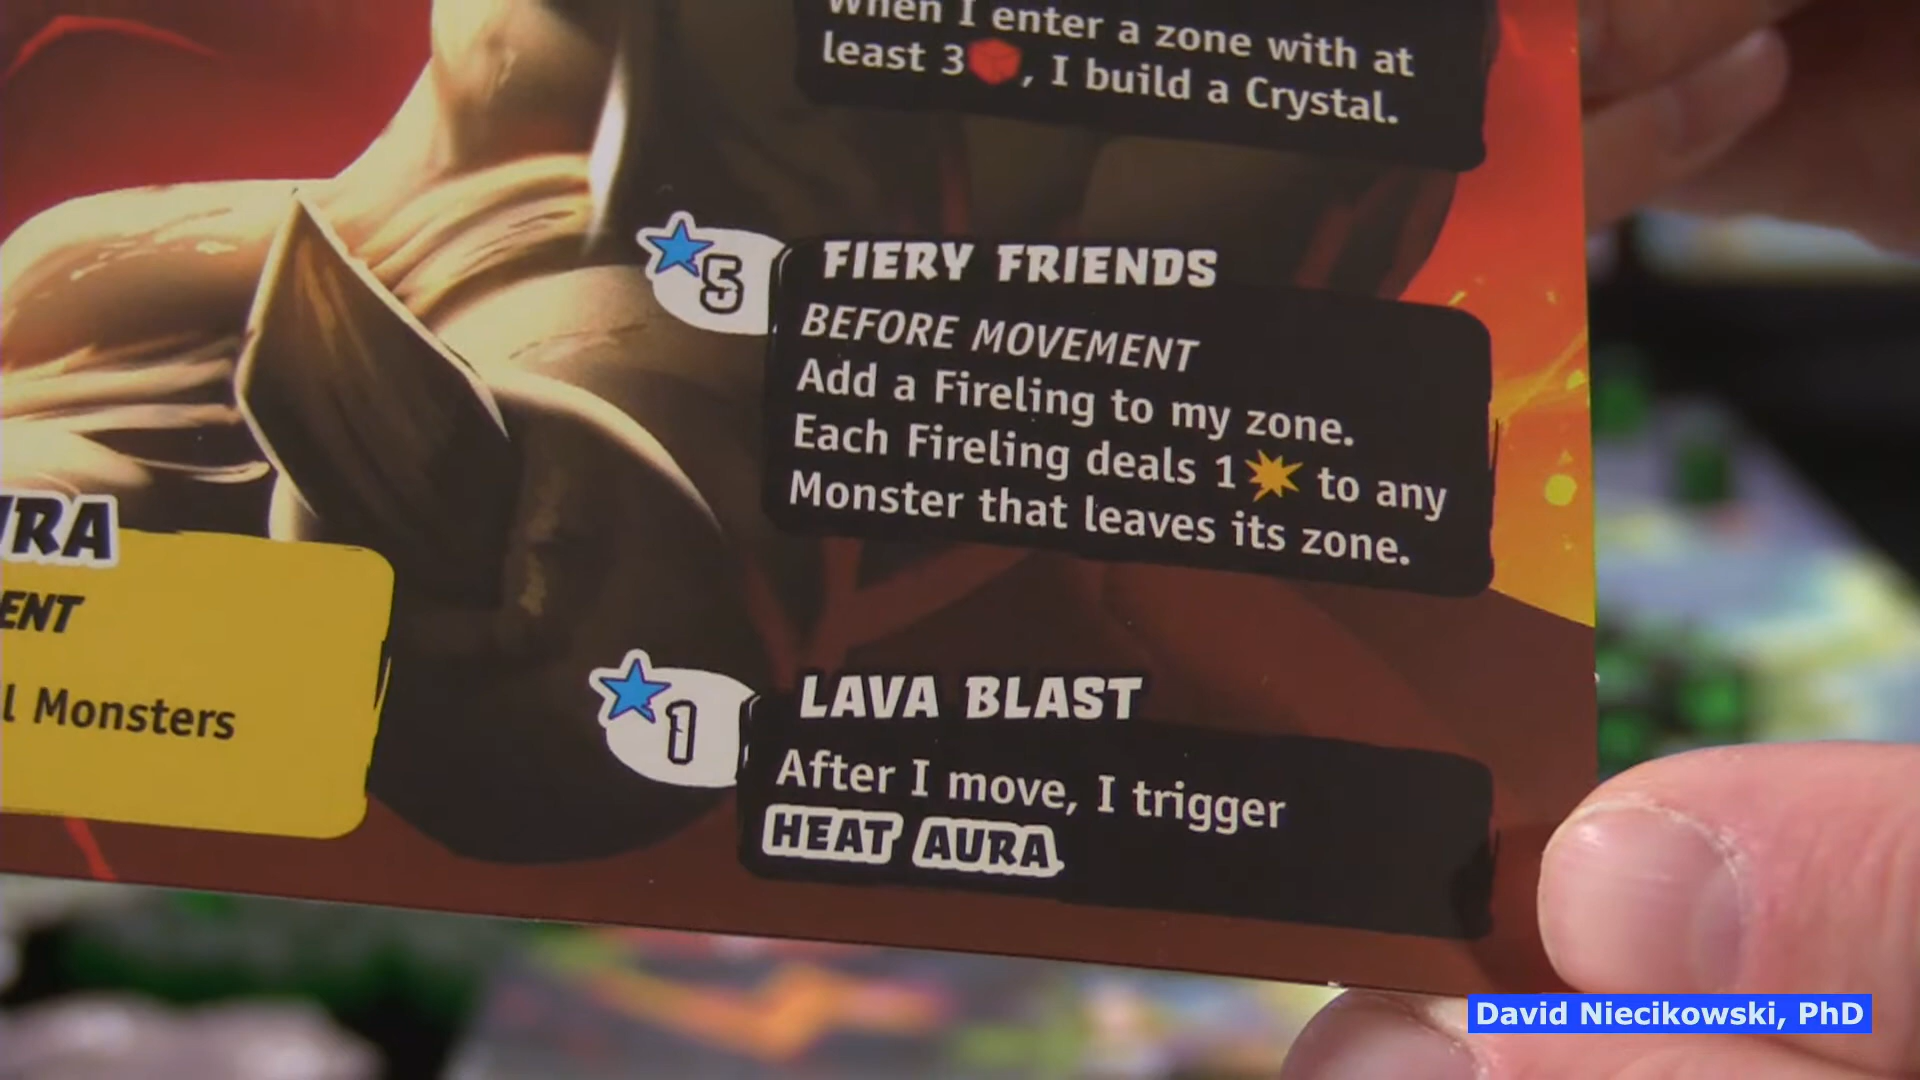 When I enter a zone with at
least 3, I build a Crystal.
5
FIERY FRIENDS
BEFORE MOVEMENT
Add a Fireling to my zone.
Each Fireling deals 1 to any
Monster that leaves its zone.
URA
ENT
l Monsters
1
LAVA BLAST
After I move, I trigger
HEAT AURA.
David Niecikowski, PhD